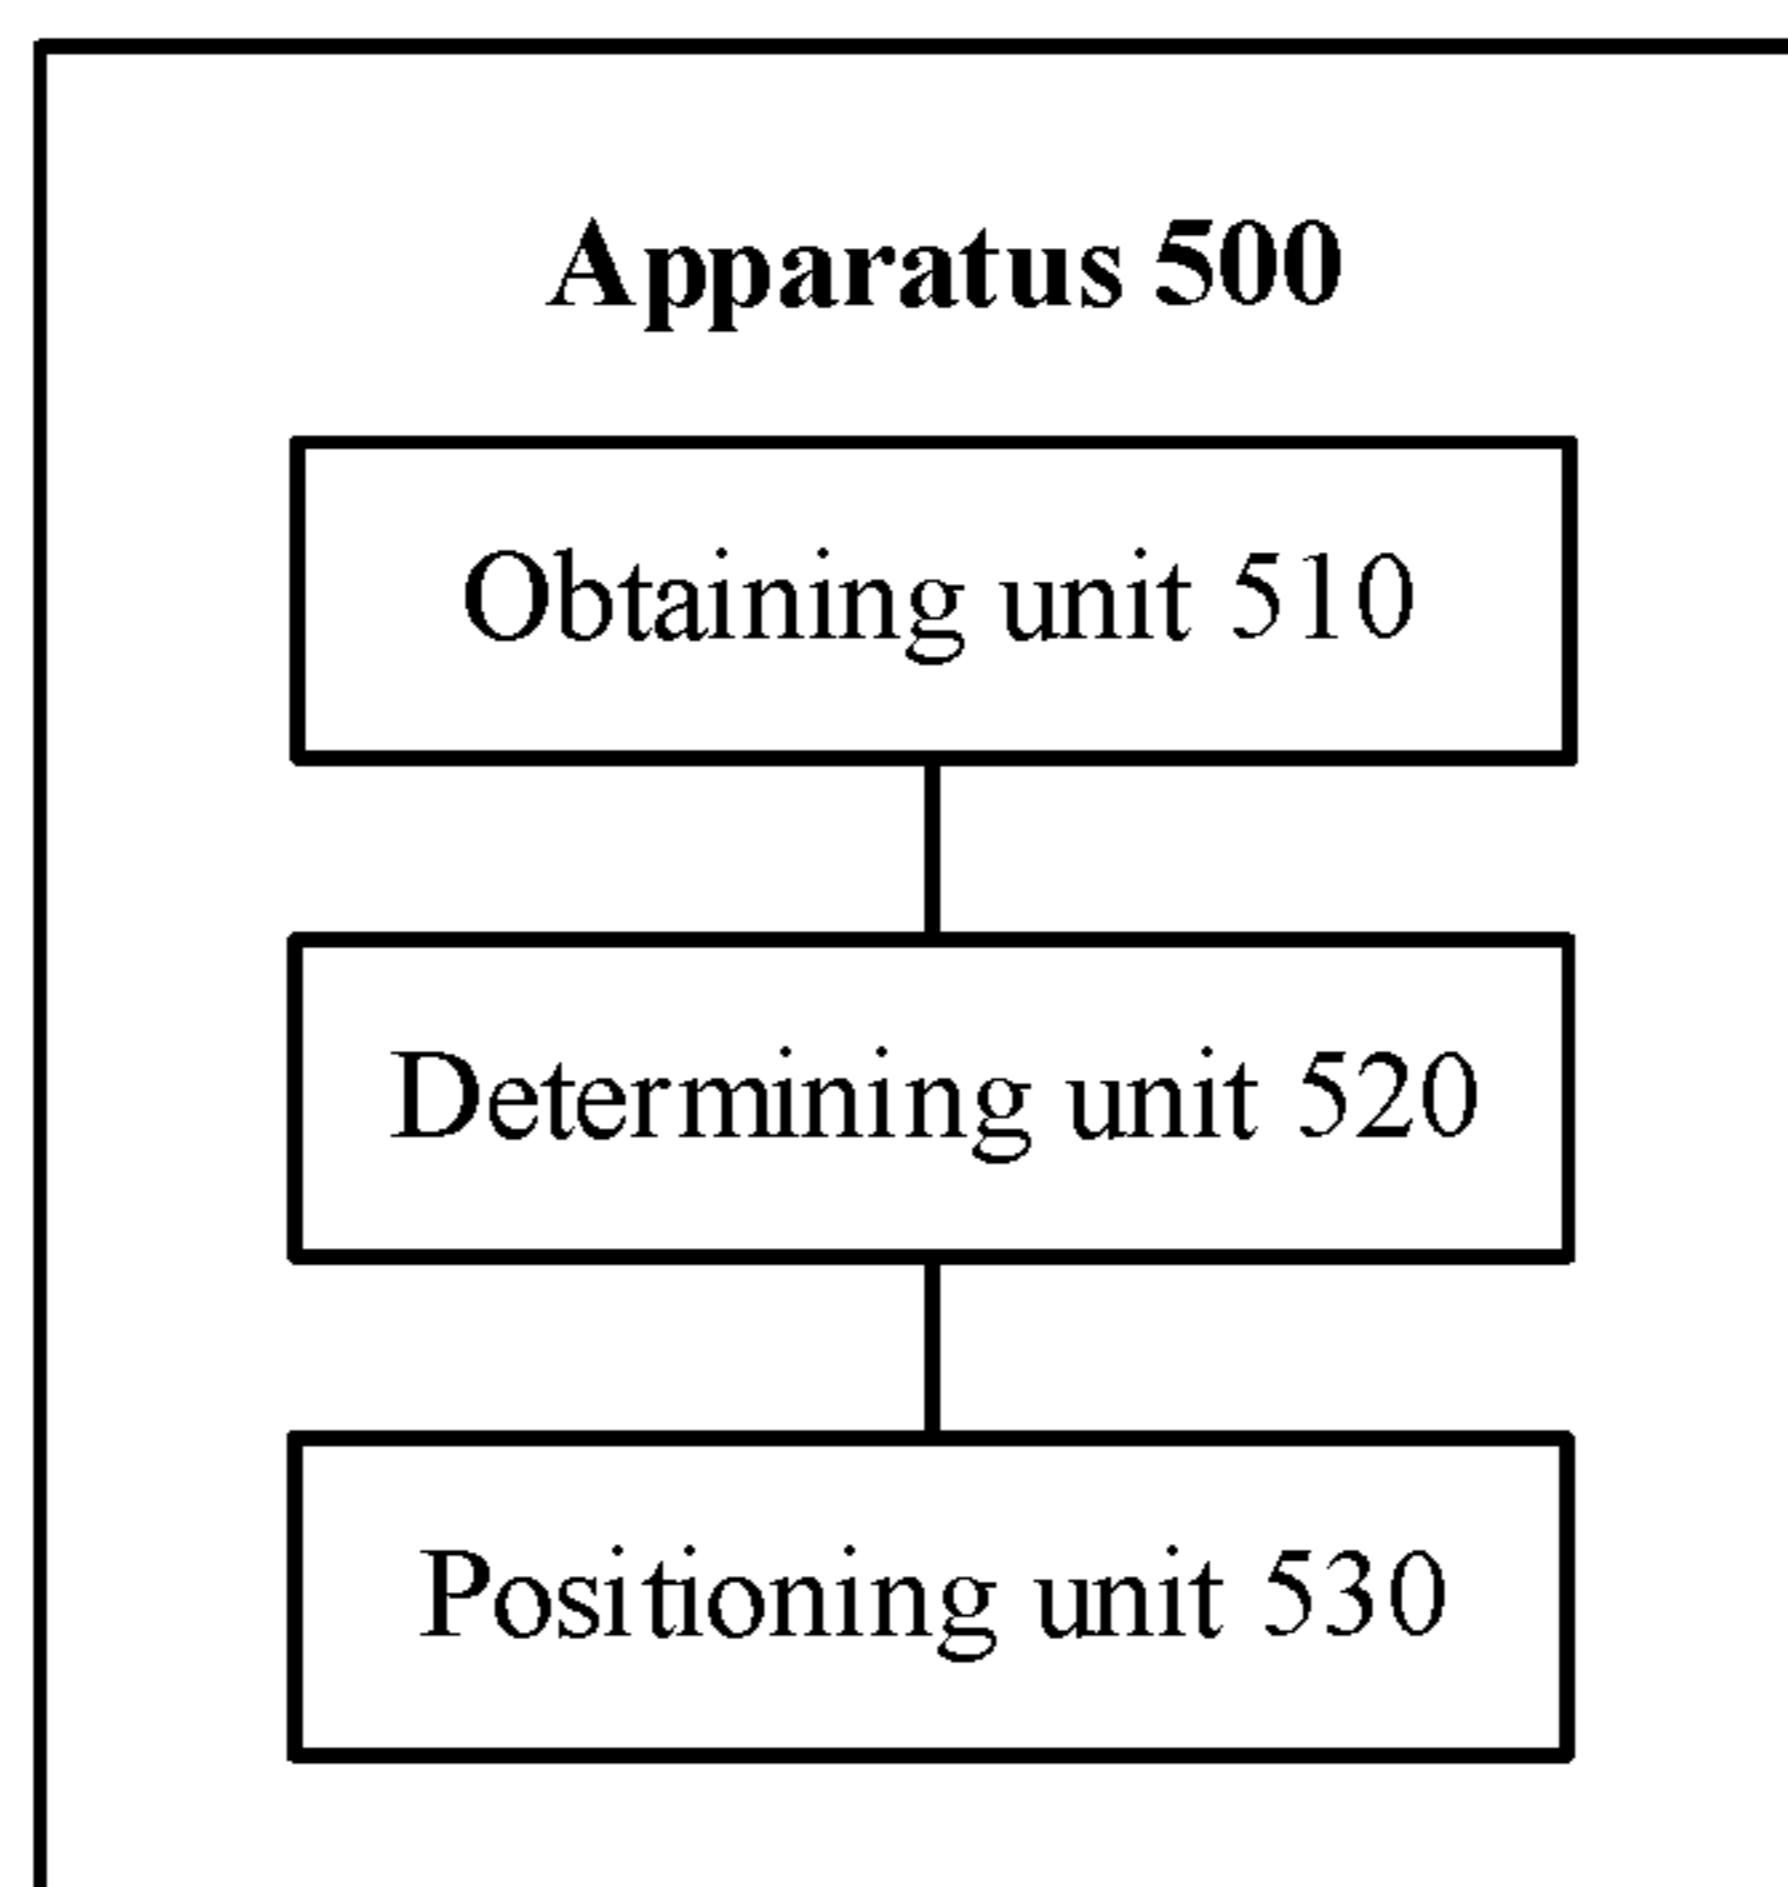 Apparatus 500
Obtaining unit 510
Determining unit 520
Positioning unit 530